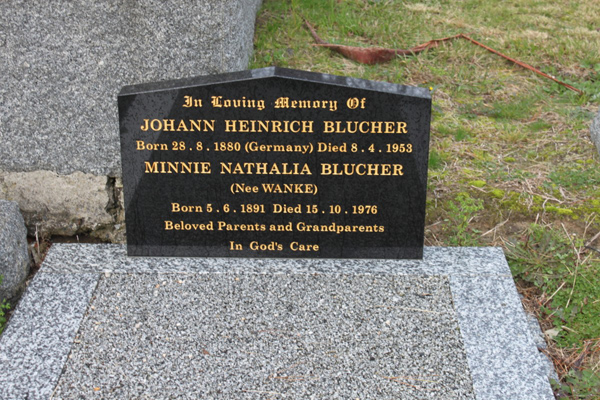 In Loving Memory Of
JOHANN HEINRICH BLUCHER
Born 28.8.1880 (Germany) Died 8.4.1953
MINNIE NATHALIA BLUCHER
(Nee WANKE)
Born 5.6.1891 Died 15.10.1976
Beloved Parents and Grandparents
In God's Care